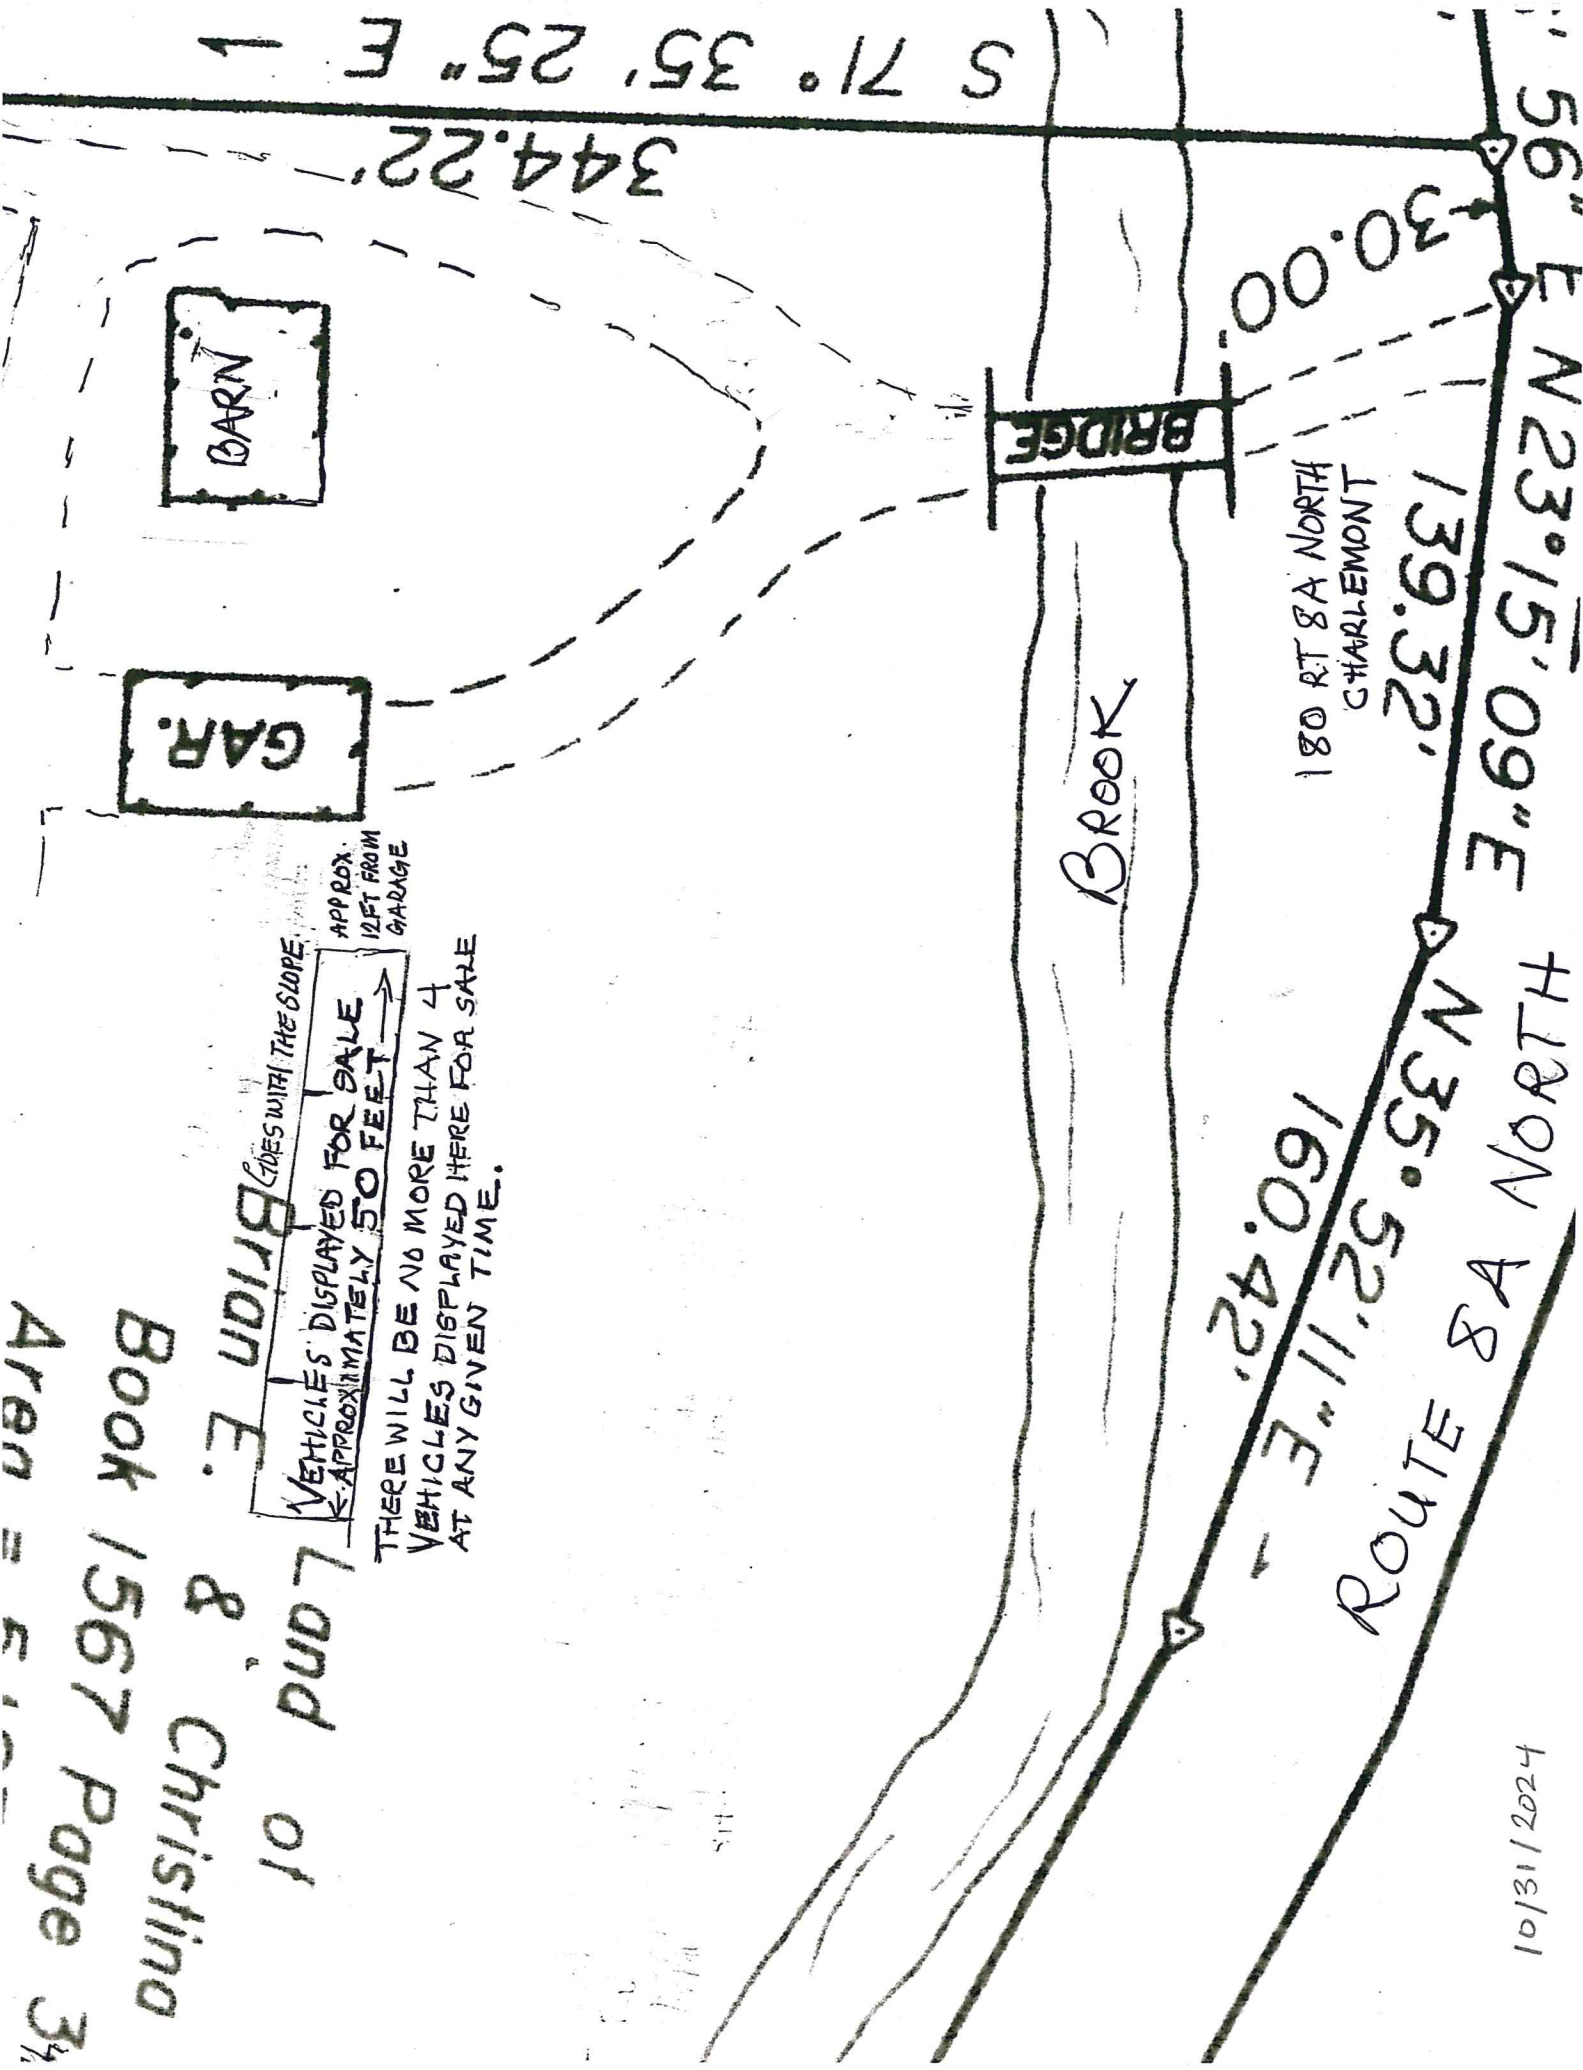 S 71° 35' 25" E
344.22'
56" E
30.00'
N 23° 15' 09" E
139.32'
N 35° 52' 11" E
160.42'
ROUTE 8A NORTH
180 RT 8A NORTH
CHARLEMONT
BRIDGE
BROOK
BARN
GAR.
APPROX.
12FT FROM
GARAGE
GOES WITH THE SLOPE.
VEHICLES DISPLAYED FOR SALE
← APPROXIMATELY 50 FEET →
THERE WILL BE NO MORE THAN 4
VEHICLES DISPLAYED HERE FOR SALE
AT ANY GIVEN TIME.
Land of
Brian E. & Christina
Book 1567 Page
Area =
10/31/2024